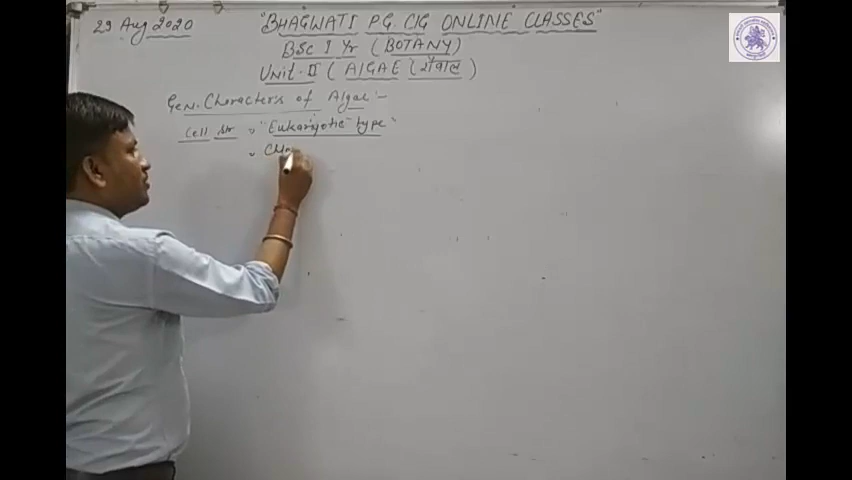 29 Aug 2020
"BHAGWATI PG. ClG ONLINE CLASSES"
BSc I Yr (BOTANY)
Unit-II (AlGAE (शैवाल)
Gen. Characters of Algae :-
Cell Str "Eukaryotic" type"